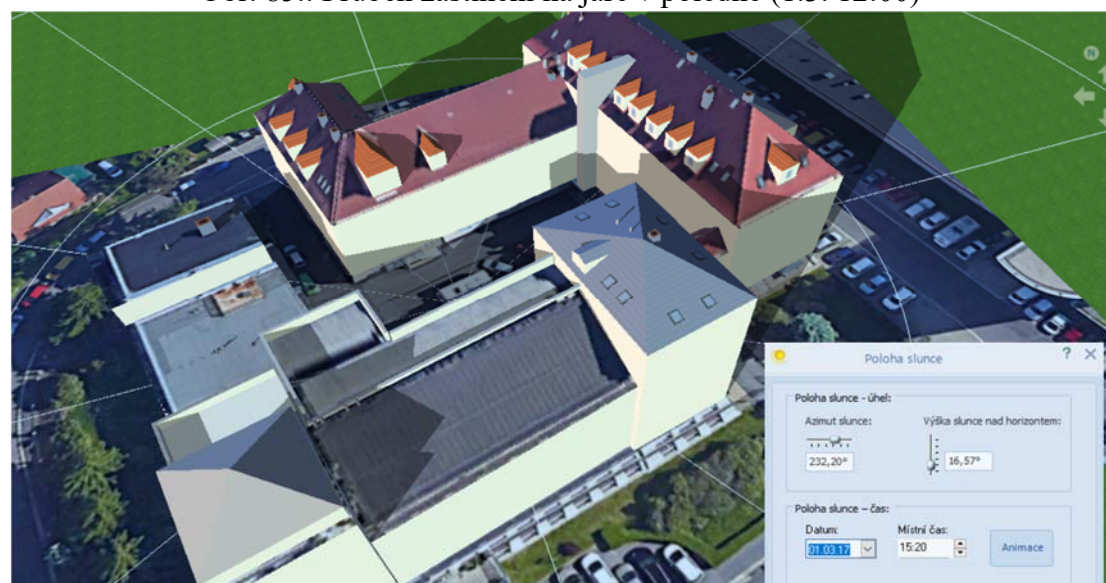 N
Poloha slunce
? ×
Poloha slunce - úhel:
Azimut slunce:
Výška slunce nad horizontem:
232,20°
16,57°
Poloha slunce – čas:
Datum:
Místní čas:
01.03.17
15:20
Animace